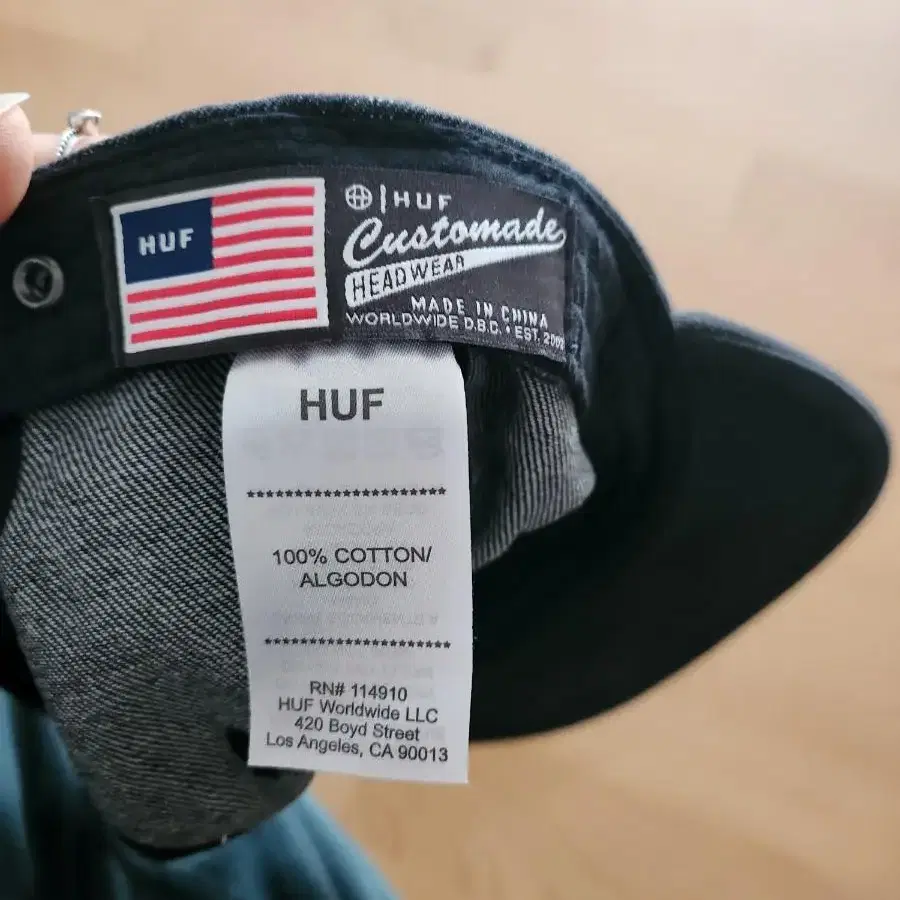 HUF
HUF
Customade
HEADWEAR
MADE IN CHINA
WORLDWIDE D.B.C. • EST. 2002
HUF
********************
100% COTTON/
ALGODON
********************
RN# 114910
HUF Worldwide LLC
420 Boyd Street
Los Angeles, CA 90013